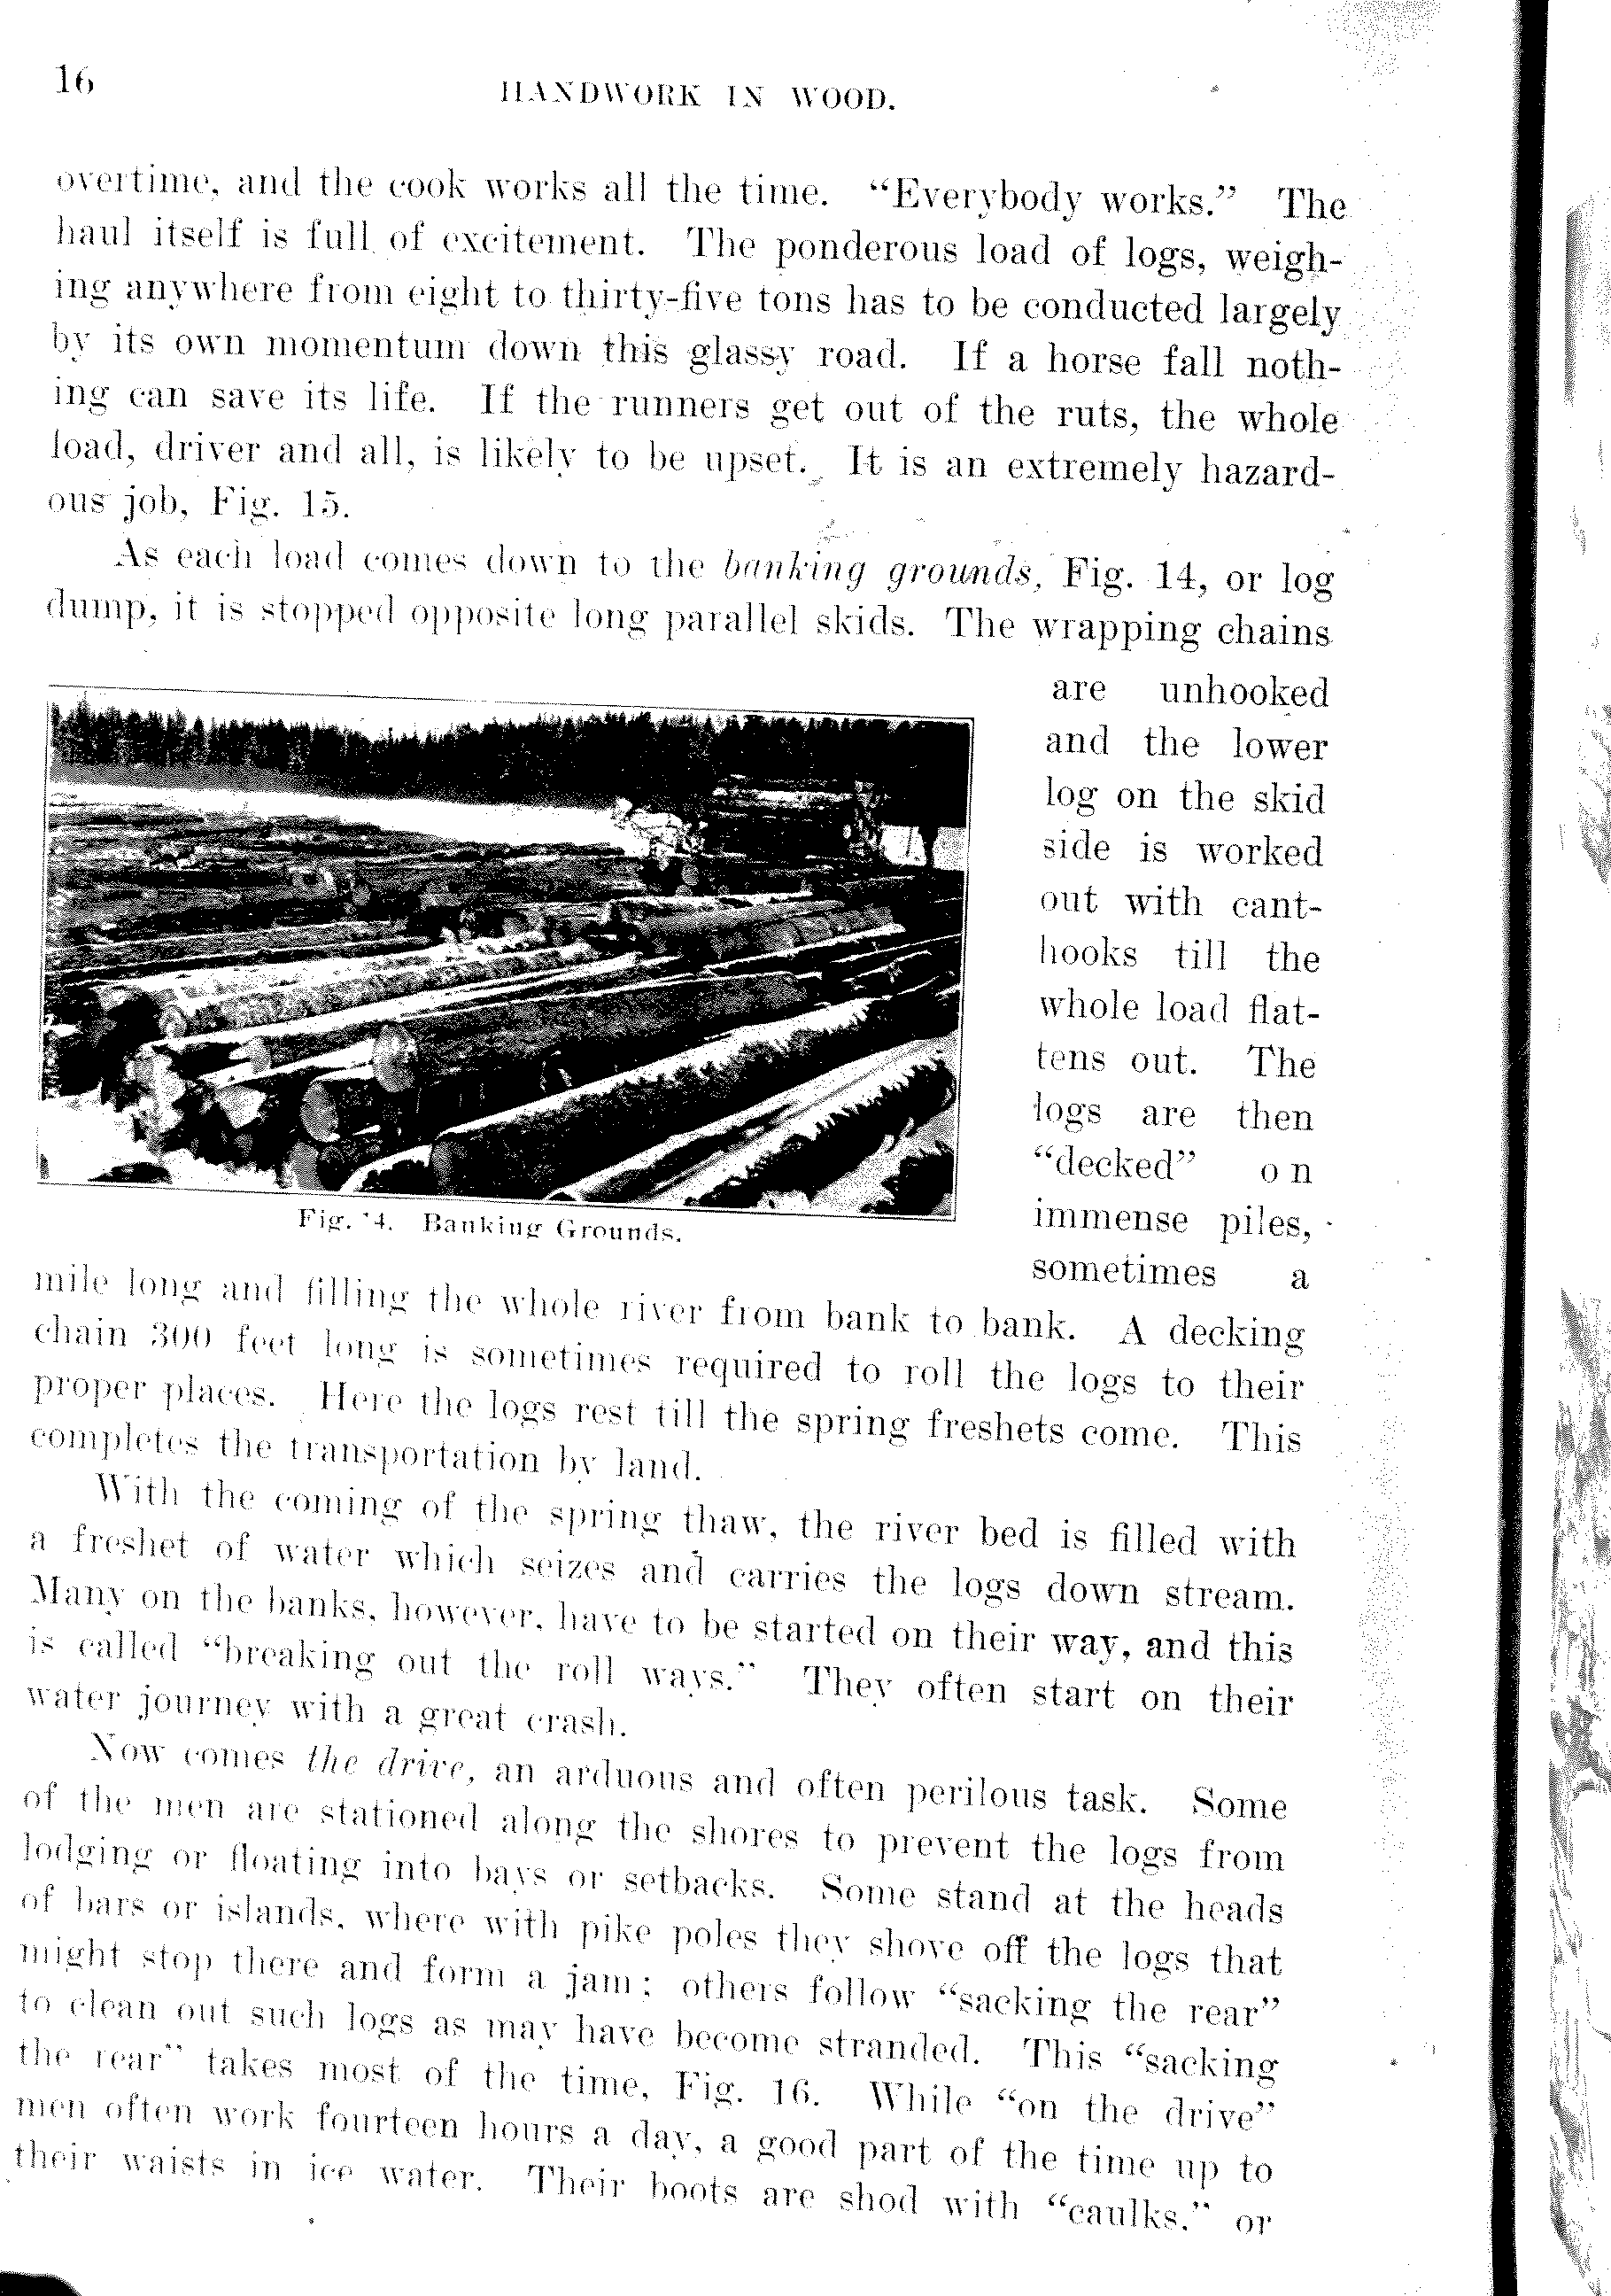 16
HANDWORK IN WOOD.
overtime, and the cook works all the time. “Everybody works.” The
haul itself is full of excitement. The ponderous load of logs, weigh-
ing anywhere from eight to thirty-five tons has to be conducted largely
by its own momentum down this glassy road. If a horse fall noth-
ing can save its life. If the runners get out of the ruts, the whole
load, driver and all, is likely to be upset. It is an extremely hazard-
ous job, Fig. 15.
As each load comes down to the banking grounds, Fig. 14, or log
dump, it is stopped opposite long parallel skids. The wrapping chains
are unhooked
and the lower
log on the skid
side is worked
out with cant-
hooks till the
whole load flat-
tens out. The
logs are then
“decked” on
immense piles,
sometimes a
Fig. 14. Banking Grounds.
mile long and filling the whole river from bank to bank. A decking
chain 300 feet long is sometimes required to roll the logs to their
proper places. Here the logs rest till the spring freshets come. This
completes the transportation by land.
With the coming of the spring thaw, the river bed is filled with
a freshet of water which seizes and carries the logs down stream.
Many on the banks, however, have to be started on their way, and this
is called “breaking out the roll ways.” They often start on their
water journey with a great crash.
Now comes the drive, an arduous and often perilous task. Some
of the men are stationed along the shores to prevent the logs from
lodging or floating into bays or setbacks. Some stand at the heads
of bars or islands, where with pike poles they shove off the logs that
might stop there and form a jam; others follow “sacking the rear”
to clean out such logs as may have become stranded. This “sacking
the rear” takes most of the time, Fig. 16. While “on the drive”
men often work fourteen hours a day, a good part of the time up to
their waists in ice water. Their boots are shod with “caulks,” or